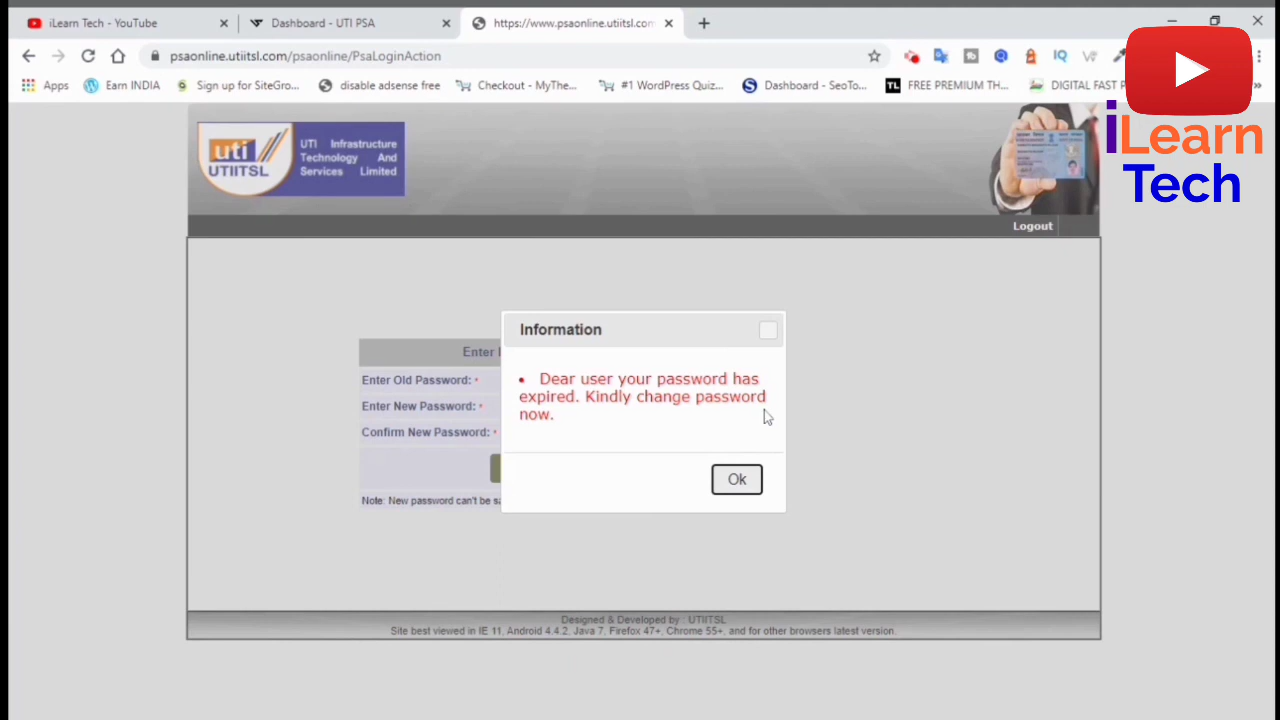 iLearn Tech - YouTube
Dashboard - UTI PSA
https://www.psaonline.utiitsl.com
psaonline.utiitsl.com/psaonline/PsaLoginAction
Apps
Earn INDIA
Sign up for SiteGro...
disable adsense free
Checkout - MyThe...
#1 WordPress Quiz...
Dashboard - SeoTo...
TL
FREE PREMIUM TH...
DIGITAL FAST P
IQ
iLearn
Tech
uti
UTIITSL
UTI Infrastructure
Technology And
Services Limited
Logout
Information
Enter
Dear user your password has
expired. Kindly change password
now.
Enter Old Password: *
Enter New Password: *
Confirm New Password: *
Ok
Note: New password can't be
Designed & Developed by : UTIITSL
Site best viewed in IE 11, Android 4.4.2, Java 7, Firefox 47+, Chrome 55+, and for other browsers latest version.